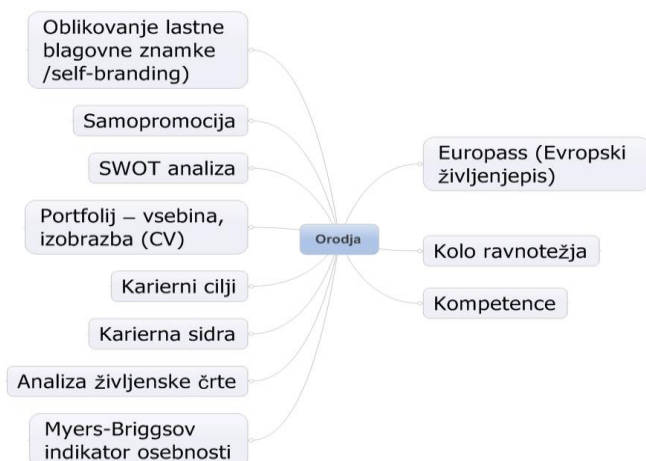 Oblikovanje lastne
blagovne znamke
/self-branding)
Samopromocija
SWOT analiza
Portfolij – vsebina,
izobrazba (CV)
Karierni cilji
Karierna sidra
Analiza življenske črte
Myers-Briggsov
indikator osebnosti
Orodja
Europass (Evropski
življenjepis)
Kolo ravnotežja
Kompetence